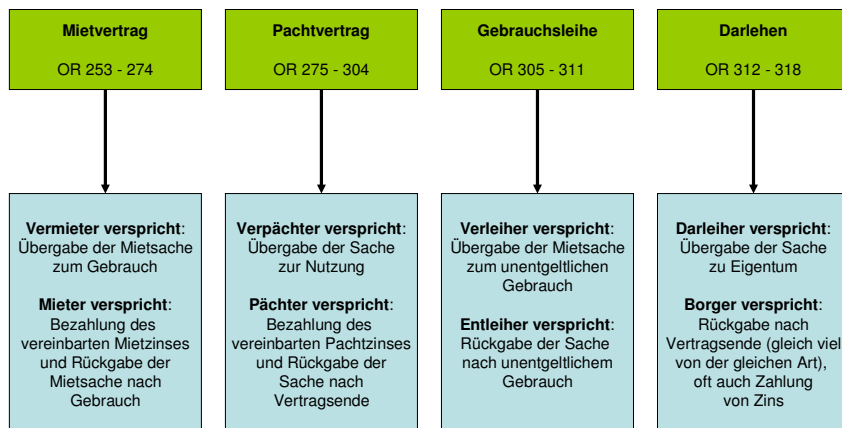 Mietvertrag
OR 253 - 274
Pachtvertrag
OR 275 - 304
Gebrauchsleihe
OR 305 - 311
Darlehen
OR 312 - 318
Vermieter verspricht:
Übergabe der Mietsache
zum Gebrauch
Mieter verspricht:
Bezahlung des
vereinbarten Mietzinses
und Rückgabe der
Mietsache nach
Gebrauch
Verpächter verspricht:
Übergabe der Sache
zur Nutzung
Pächter verspricht:
Bezahlung des
vereinbarten Pachtzinses
und Rückgabe der
Sache nach
Vertragsende
Verleiher verspricht:
Übergabe der Mietsache
zum unentgeltlichen
Gebrauch
Entleiher verspricht:
Rückgabe der Sache
nach unentgeltlichem
Gebrauch
Darleiher verspricht:
Übergabe der Sache
zu Eigentum
Borger verspricht:
Rückgabe nach
Vertragsende (gleich viel
von der gleichen Art),
oft auch Zahlung
von Zins